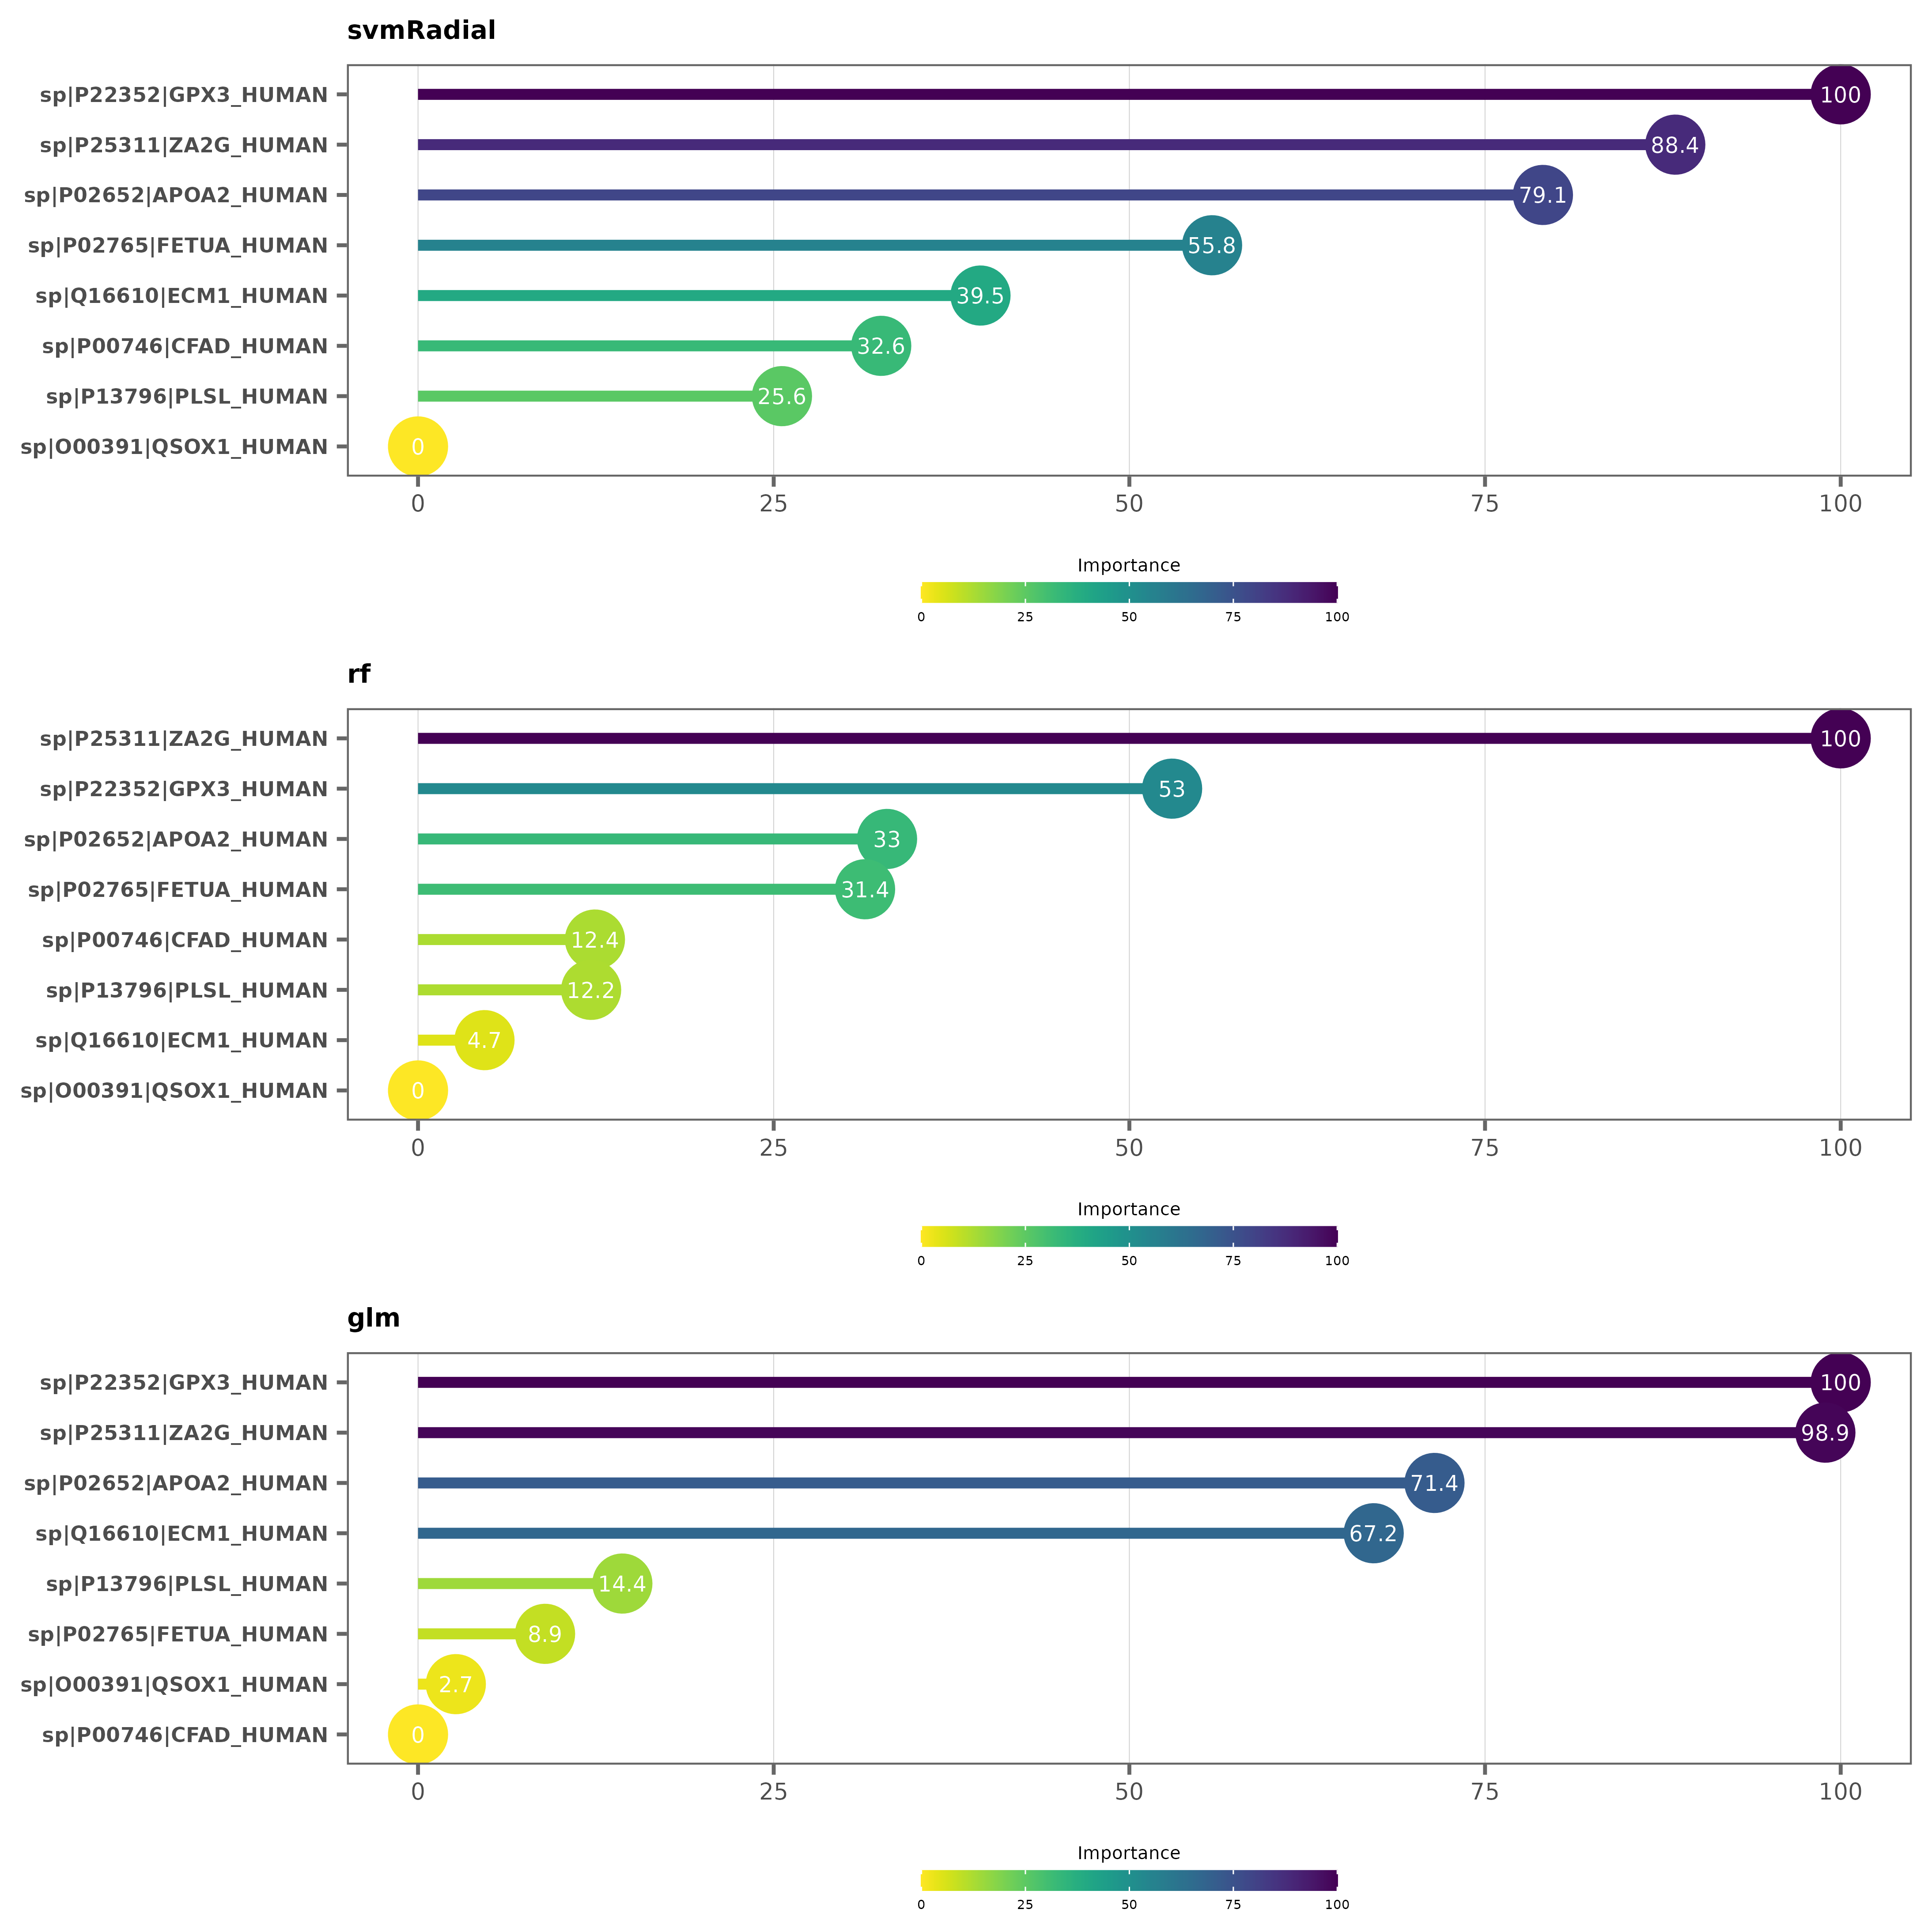 svmRadial
sp|P22352|GPX3_HUMAN 100
sp|P25311|ZA2G_HUMAN 88.4
sp|P02652|APOA2_HUMAN 79.1
sp|P02765|FETUA_HUMAN 55.8
sp|Q16610|ECM1_HUMAN 39.5
sp|P00746|CFAD_HUMAN 32.6
sp|P13796|PLSL_HUMAN 25.6
sp|O00391|QSOX1_HUMAN 0
0 25 50 75 100
Importance
0 25 50 75 100
rf
sp|P25311|ZA2G_HUMAN 100
sp|P22352|GPX3_HUMAN 53
sp|P02652|APOA2_HUMAN 33
sp|P02765|FETUA_HUMAN 31.4
sp|P00746|CFAD_HUMAN 12.4
sp|P13796|PLSL_HUMAN 12.2
sp|Q16610|ECM1_HUMAN 4.7
sp|O00391|QSOX1_HUMAN 0
0 25 50 75 100
Importance
0 25 50 75 100
glm
sp|P22352|GPX3_HUMAN 100
sp|P25311|ZA2G_HUMAN 98.9
sp|P02652|APOA2_HUMAN 71.4
sp|Q16610|ECM1_HUMAN 67.2
sp|P13796|PLSL_HUMAN 14.4
sp|P02765|FETUA_HUMAN 8.9
sp|O00391|QSOX1_HUMAN 2.7
sp|P00746|CFAD_HUMAN 0
0 25 50 75 100
Importance
0 25 50 75 100